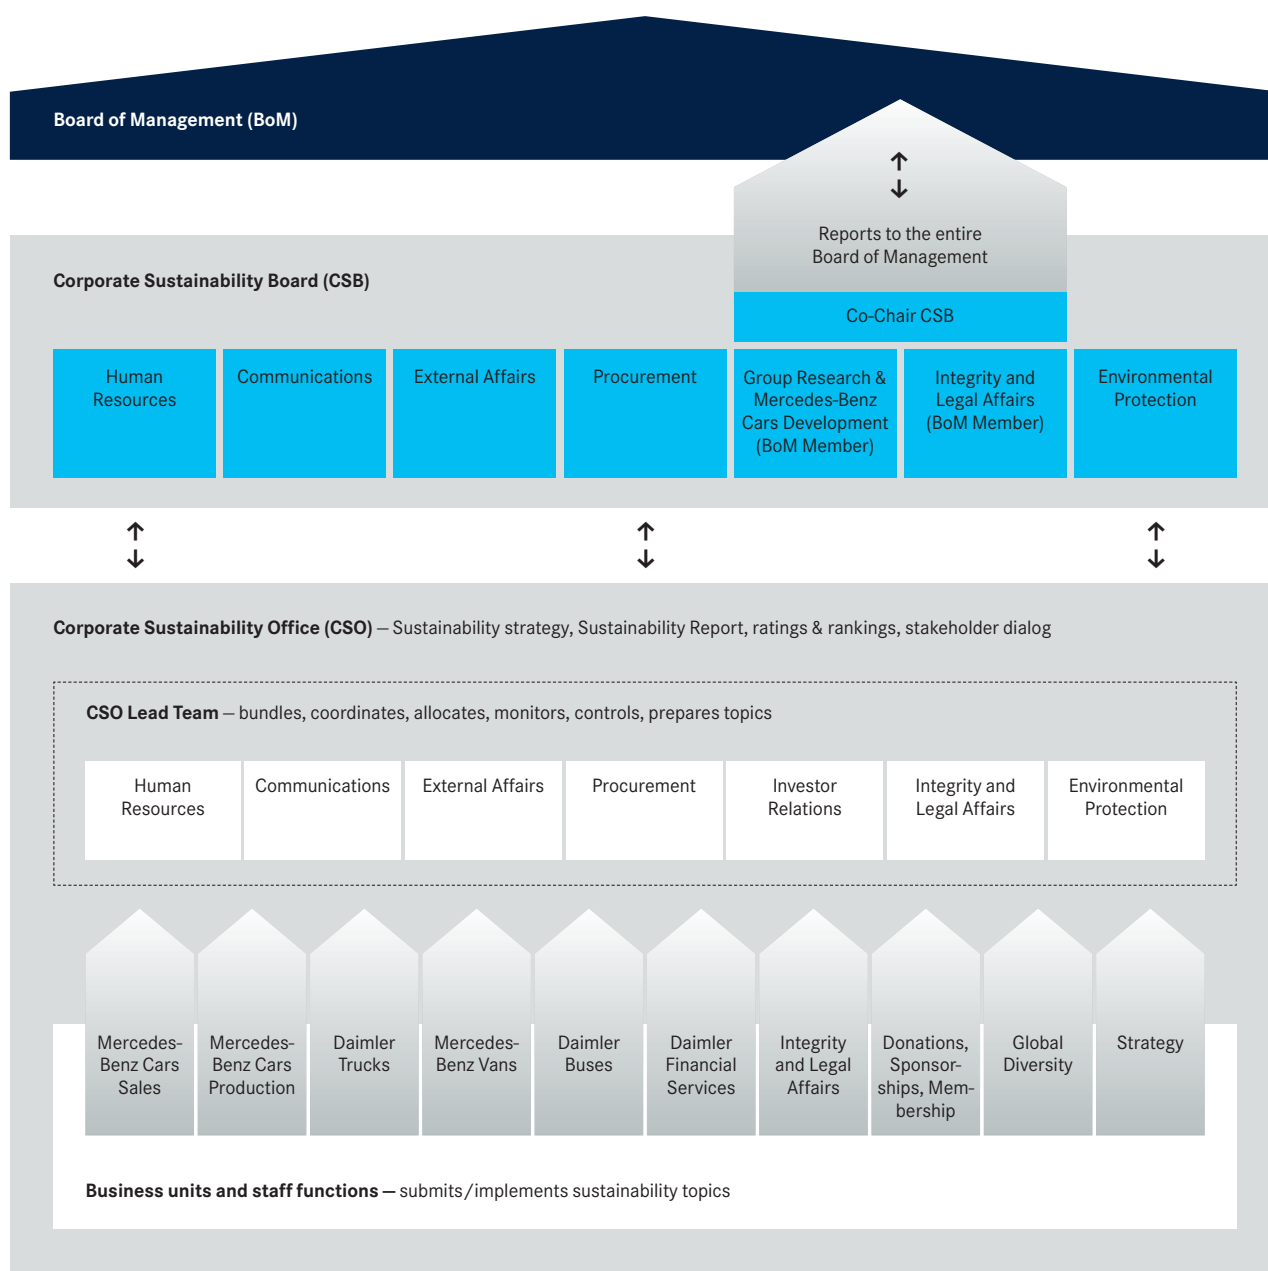 Board of Management (BoM)
Reports to the entire
Board of Management
Corporate Sustainability Board (CSB)
Co-Chair CSB
Human
Resources
Communications
External Affairs
Procurement
Group Research &
Mercedes-Benz
Cars Development
(BoM Member)
Integrity and
Legal Affairs
(BoM Member)
Environmental
Protection
Corporate Sustainability Office (CSO) – Sustainability strategy, Sustainability Report, ratings & rankings, stakeholder dialog
CSO Lead Team – bundles, coordinates, allocates, monitors, controls, prepares topics
Human
Resources
Communications
External Affairs
Procurement
Investor
Relations
Integrity and
Legal Affairs
Environmental
Protection
Mercedes-
Benz Cars
Sales
Mercedes-
Benz Cars
Production
Daimler
Trucks
Mercedes-
Benz Vans
Daimler
Buses
Daimler
Financial
Services
Integrity
and Legal
Affairs
Donations,
Sponsor-
ships, Mem-
bership
Global
Diversity
Strategy
Business units and staff functions – submits/implements sustainability topics